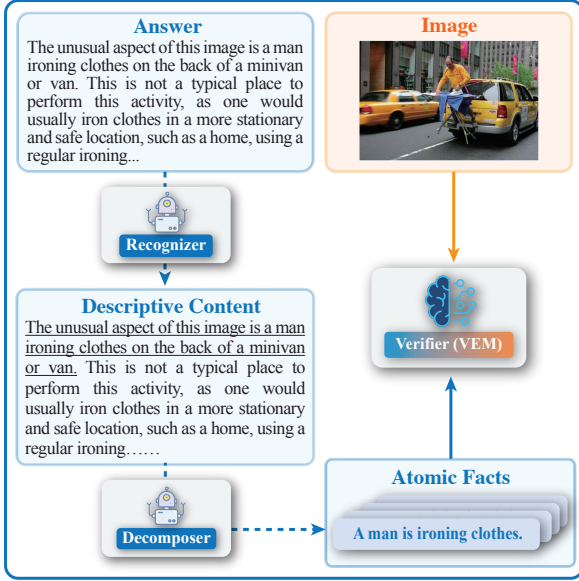 Answer
The unusual aspect of this image is a man
ironing clothes on the back of a minivan
or van. This is not a typical place to
perform this activity, as one would
usually iron clothes in a more stationary
and safe location, such as a home, using a
regular ironing...
Recognizer
Descriptive Content
The unusual aspect of this image is a man
ironing clothes on the back of a minivan
or van. This is not a typical place to
perform this activity, as one would
usually iron clothes in a more stationary
and safe location, such as a home, using a
regular ironing……
Decomposer
Image
Verifier (VEM)
Atomic Facts
A man is ironing clothes.